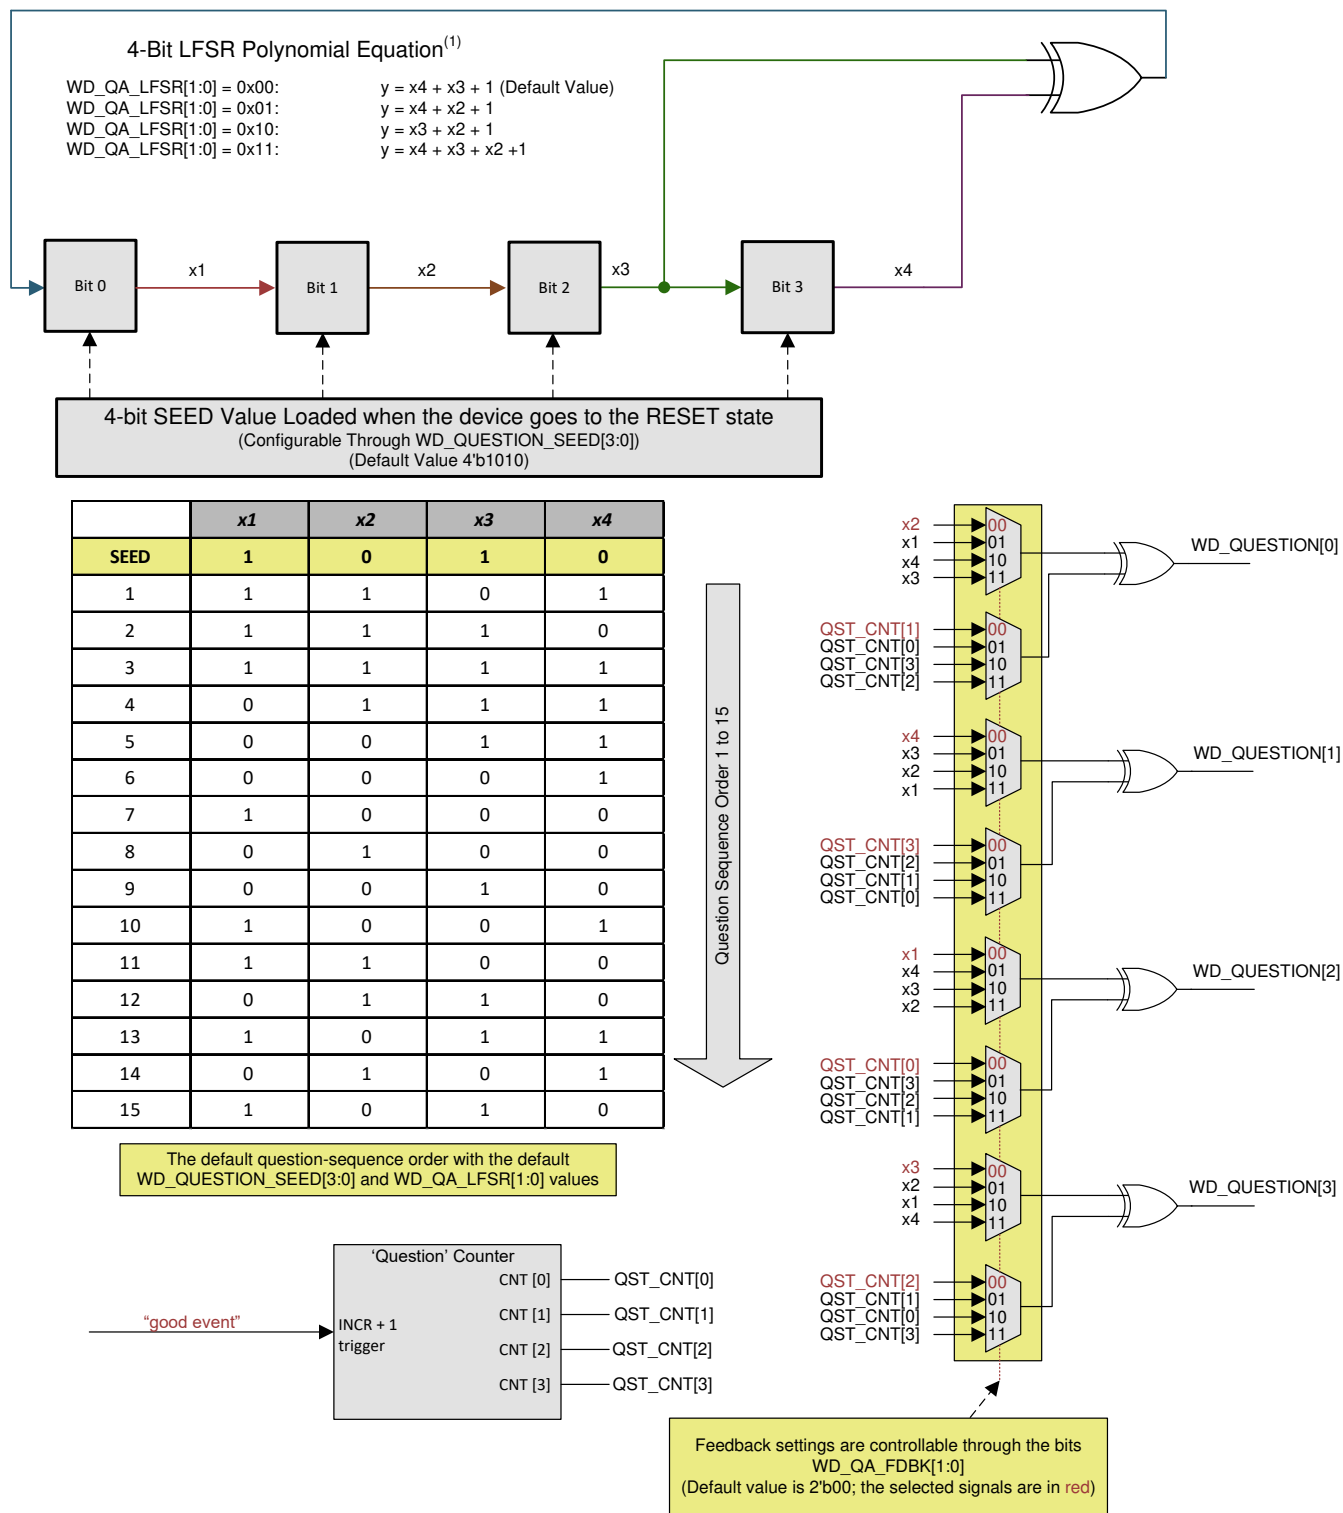 4-Bit LFSR Polynomial Equation(1)
WD_QA_LFSR[1:0] = 0x00: y = x4 + x3 + 1 (Default Value)
WD_QA_LFSR[1:0] = 0x01: y = x4 + x2 + 1
WD_QA_LFSR[1:0] = 0x10: y = x3 + x2 + 1
WD_QA_LFSR[1:0] = 0x11: y = x4 + x3 + x2 +1
Bit 0 x1 Bit 1 x2 Bit 2 x3 Bit 3 x4
4-bit SEED Value Loaded when the device goes to the RESET state
(Configurable Through WD_QUESTION_SEED[3:0])
(Default Value 4'b1010)
x1 x2 x3 x4
SEED 1 0 1 0
1 1 1 0 1
2 1 1 1 0
3 1 1 1 1
4 0 1 1 1
5 0 0 1 1
6 0 0 0 1
7 1 0 0 0
8 0 1 0 0
9 0 0 1 0
10 1 0 0 1
11 1 1 0 0
12 0 1 1 0
13 1 0 1 1
14 0 1 0 1
15 1 0 1 0
Question Sequence Order 1 to 15
The default question-sequence order with the default
WD_QUESTION_SEED[3:0] and WD_QA_LFSR[1:0] values
'Question' Counter
"good event"
INCR + 1
trigger
CNT [0] QST_CNT[0]
CNT [1] QST_CNT[1]
CNT [2] QST_CNT[2]
CNT [3] QST_CNT[3]
x2 00
x1 01
x4 10
x3 11
WD_QUESTION[0]
QST_CNT[1] 00
QST_CNT[0] 01
QST_CNT[3] 10
QST_CNT[2] 11
x4 00
x3 01
x2 10
x1 11
WD_QUESTION[1]
QST_CNT[3] 00
QST_CNT[2] 01
QST_CNT[1] 10
QST_CNT[0] 11
x1 00
x4 01
x3 10
x2 11
WD_QUESTION[2]
QST_CNT[0] 00
QST_CNT[3] 01
QST_CNT[2] 10
QST_CNT[1] 11
x3 00
x2 01
x1 10
x4 11
WD_QUESTION[3]
QST_CNT[2] 00
QST_CNT[1] 01
QST_CNT[0] 10
QST_CNT[3] 11
Feedback settings are controllable through the bits
WD_QA_FDBK[1:0]
(Default value is 2'b00; the selected signals are in red)